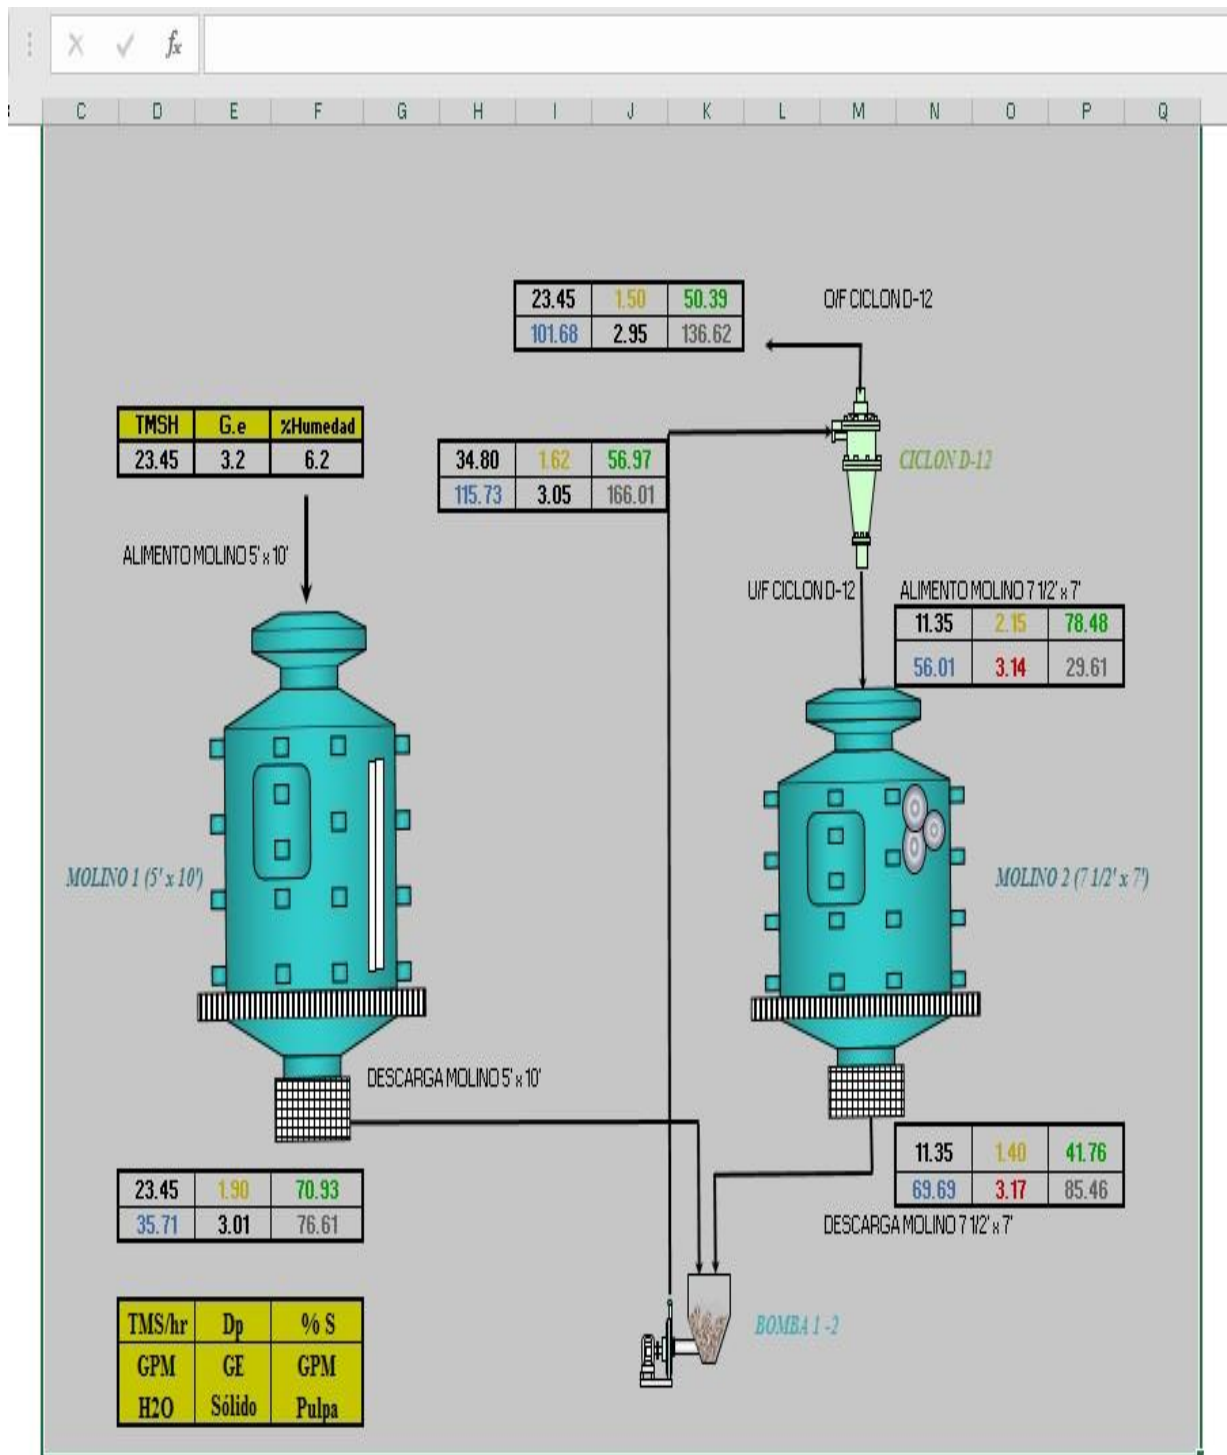 fx
C D E F G H I J K L M N O P Q
23.45 1.50 50.39
101.68 2.95 136.62
O/F CICLON D-12
TMSH G.e %Humedad
23.45 3.2 6.2
34.80 1.62 56.97
115.73 3.05 166.01
CICLON D-12
ALIMENTO MOLINO 5' x 10'
U/F CICLON D-12
ALIMENTO MOLINO 7 1/2' x 7'
11.35 2.15 78.48
56.01 3.14 29.61
MOLINO 1 (5' x 10')
MOLINO 2 (7 1/2' x 7')
DESCARGA MOLINO 5' x 10'
11.35 1.40 41.76
69.69 3.17 85.46
DESCARGA MOLINO 7 1/2' x 7'
23.45 1.90 70.93
35.71 3.01 76.61
BOMBA 1 -2
TMS/hr Dp % S
GPM GE GPM
H2O Sólido Pulpa